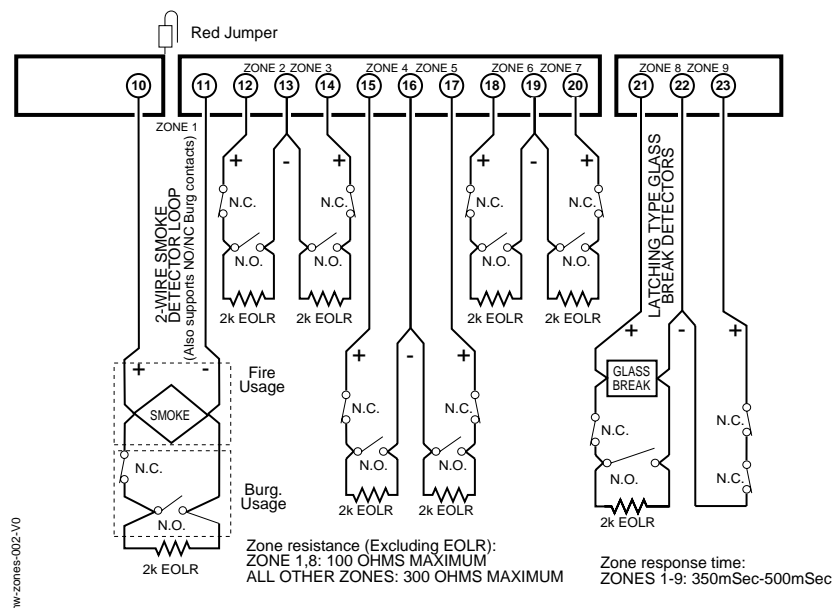 Red Jumper
ZONE 2 ZONE 3
ZONE 4 ZONE 5
ZONE 6 ZONE 7
ZONE 8 ZONE 9
10
11
12
13
14
15
16
17
18
19
20
21
22
23
ZONE 1
2-WIRE SMOKE
DETECTOR LOOP
(Also supports NO/NC Burg contacts)
LATCHING TYPE GLASS
BREAK DETECTORS
+
-
+
+
-
+
N.C.
N.C.
N.C.
N.C.
N.O.
N.O.
N.O.
N.O.
2k EOLR
2k EOLR
2k EOLR
2k EOLR
+
-
+
+
-
+
+
-
Fire
Usage
SMOKE
GLASS
BREAK
N.C.
N.C.
N.C.
N.C.
N.O.
N.O.
N.C.
N.O.
N.C.
Burg.
Usage
N.O.
2k EOLR
2k EOLR
2k EOLR
2k EOLR
Zone resistance (Excluding EOLR):
ZONE 1,8: 100 OHMS MAXIMUM
ALL OTHER ZONES: 300 OHMS MAXIMUM
Zone response time:
ZONES 1-9: 350mSec-500mSec